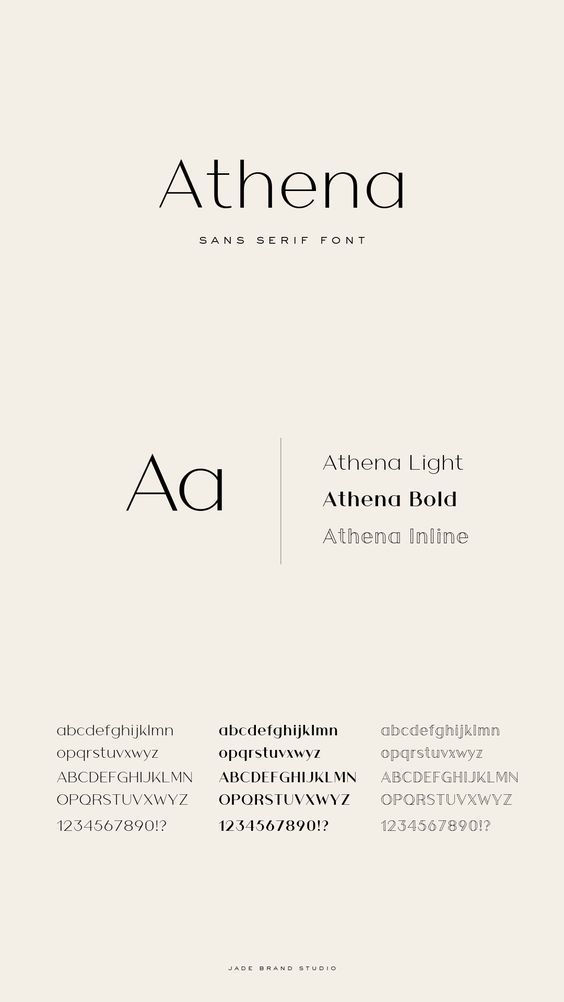 Athena
SANS SERIF FONT
Aa
Athena Light
Athena Bold
Athena Inline
abcdefghijklmn
opqrstuvxwyz
ABCDEFGHIJKLMN
OPQRSTUVXWYZ
1234567890!?
abcdefghijklmn
opqrstuvxwyz
ABCDEFGHIJKLMN
OPQRSTUVXWYZ
1234567890!?
abcdefghijklmn
opqrstuvxwyz
ABCDEFGHIJKLMN
OPQRSTUVXWYZ
1234567890!?
JADE BRAND STUDIO